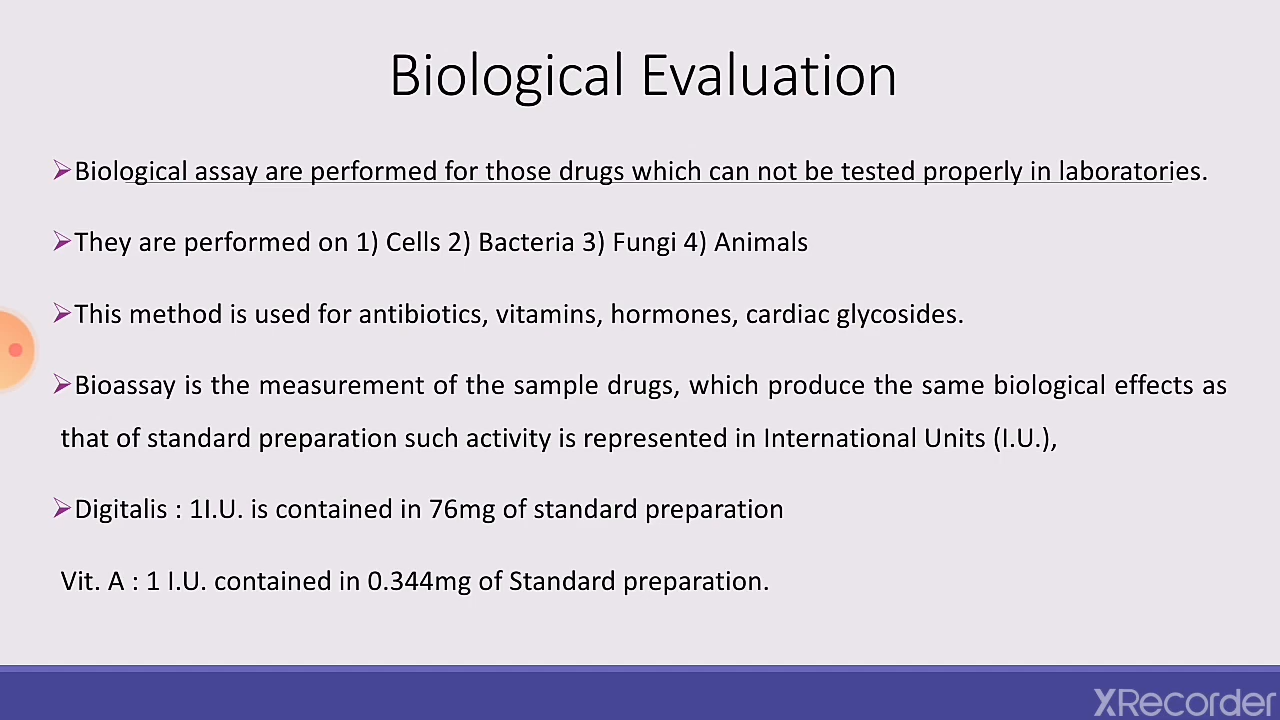 Biological Evaluation
➢Biological assay are performed for those drugs which can not be tested properly in laboratories.
➢They are performed on 1) Cells 2) Bacteria 3) Fungi 4) Animals
➢This method is used for antibiotics, vitamins, hormones, cardiac glycosides.
➢Bioassay is the measurement of the sample drugs, which produce the same biological effects as
that of standard preparation such activity is represented in International Units (I.U.),
➢Digitalis : 1I.U. is contained in 76mg of standard preparation
Vit. A : 1 I.U. contained in 0.344mg of Standard preparation.
XRecorder